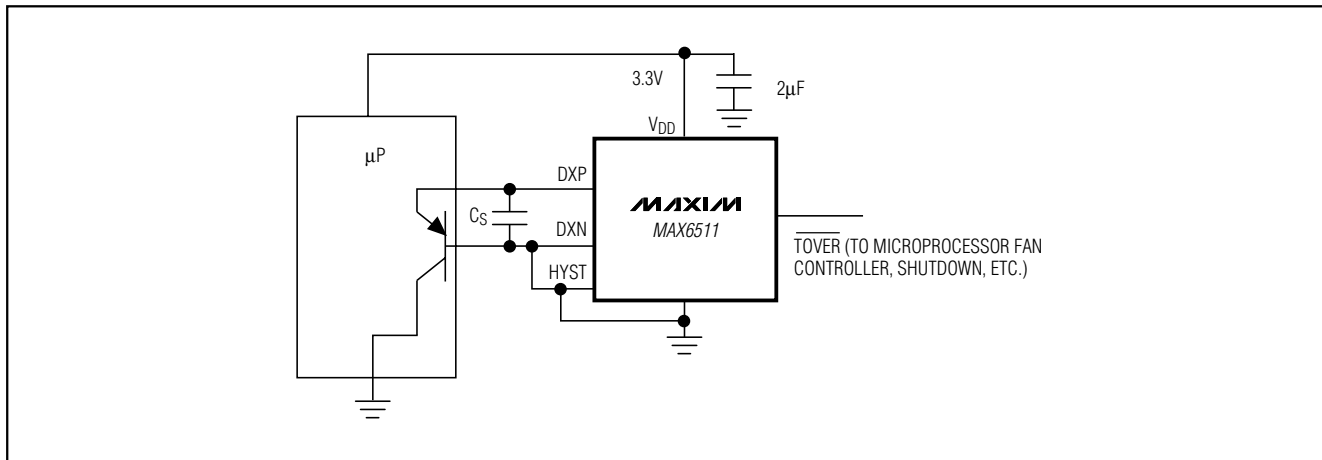 3.3V
2µF
VDD
µP
DXP
MAXIM
MAX6511
CS
DXN
HYST
TOVER (TO MICROPROCESSOR FAN
CONTROLLER, SHUTDOWN, ETC.)